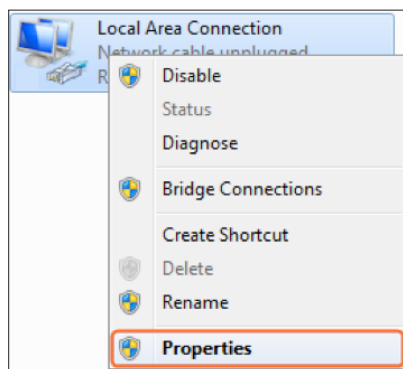 Local Area Connection
Network cable unplugged
R
Disable
Status
Diagnose
Bridge Connections
Create Shortcut
Delete
Rename
Properties